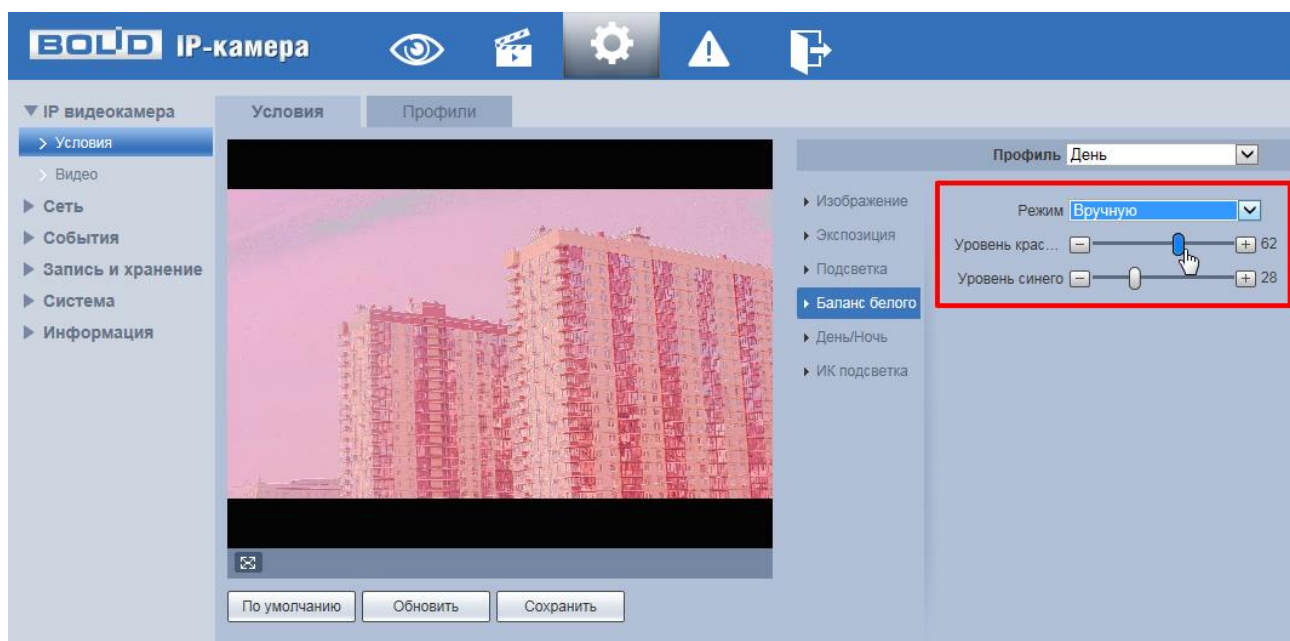 BOLID IP-камера
IP видеокамера
Условия
Видео
Сеть
События
Запись и хранение
Система
Информация
Условия Профили
По умолчанию Обновить Сохранить
Профиль День
Изображение
Экспозиция
Подсветка
Баланс белого
День/Ночь
ИК подсветка
Режим Вручную
Уровень крас... 62
Уровень синего 28